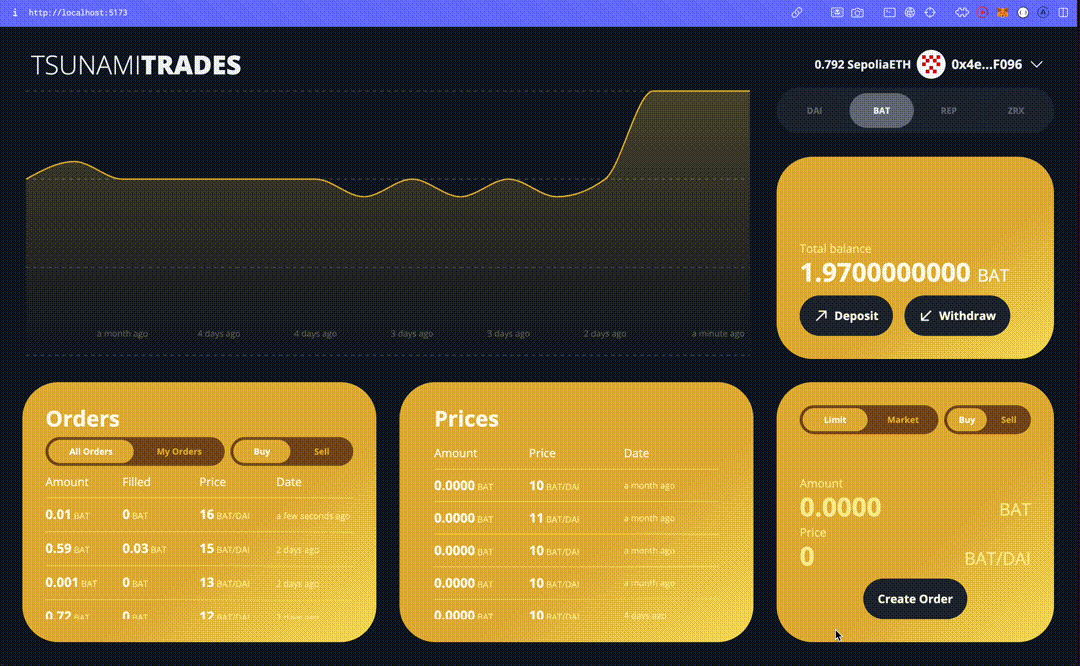 i http://localhost:5173
TSUNAMITRADES
0.792 SepoliaETH 0x4e...F096
DAI BAT REP ZRX
Total balance
1.9700000000 BAT
Deposit Withdraw
a month ago 4 days ago 4 days ago 3 days ago 3 days ago 2 days ago a minute ago
Orders
All Orders My Orders Buy Sell
Amount Filled Price Date
0.01 BAT 0 BAT 16 BAT/DAI a few seconds ago
0.59 BAT 0.03 BAT 15 BAT/DAI 2 days ago
0.001 BAT 0 BAT 13 BAT/DAI 2 days ago
0.72 BAT 0 BAT 12 BAT/DAI 2 days ago
Prices
Amount Price Date
0.0000 BAT 10 BAT/DAI a month ago
0.0000 BAT 11 BAT/DAI a month ago
0.0000 BAT 10 BAT/DAI a month ago
0.0000 BAT 10 BAT/DAI a month ago
0.0000 BAT 10 BAT/DAI 4 days ago
Limit Market Buy Sell
Amount
0.0000 BAT
Price
0 BAT/DAI
Create Order